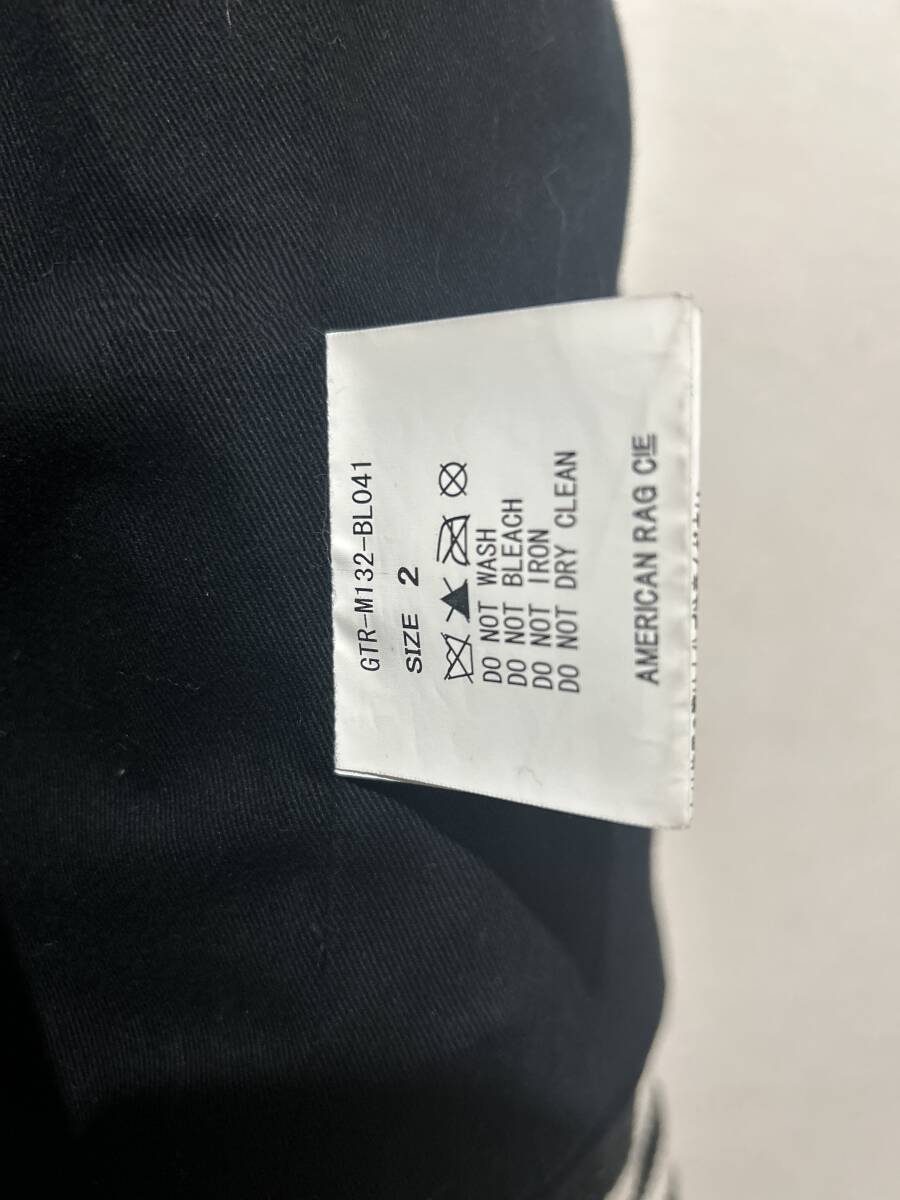 GTR-M132-BL041
SIZE 2
DO NOT WASH
DO NOT BLEACH
DO NOT IRON
DO NOT DRY CLEAN
AMERICAN RAG CIE